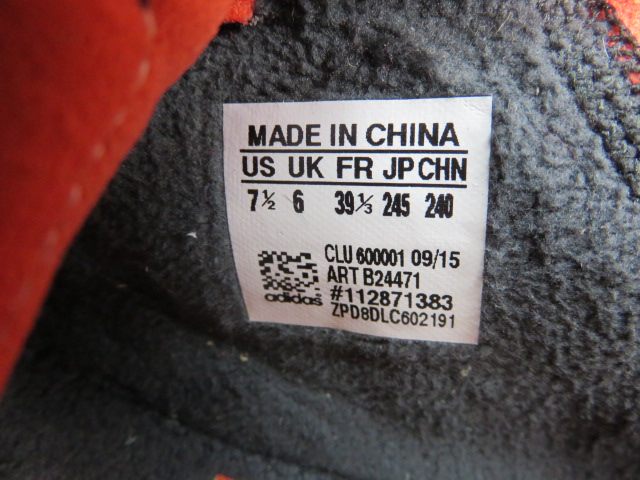 MADE IN CHINA
US UK FR JP CHN
7½ 6 39⅓ 245 240
CLU 600001 09/15
ART B24471
#112871383
adidas
ZPD8DLC602191